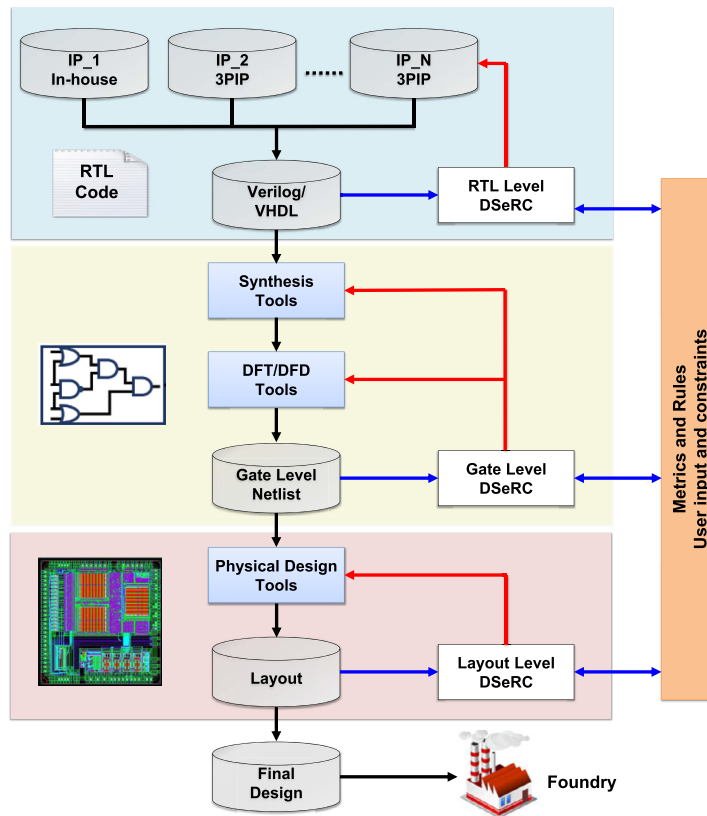 IP_1
In-house
IP_2
3PIP
......
IP_N
3PIP
RTL
Code
Verilog/
VHDL
RTL Level
DSeRC
Synthesis
Tools
DFT/DFD
Tools
Gate Level
Netlist
Gate Level
DSeRC
Metrics and Rules
User input and constraints
Physical Design
Tools
Layout
Layout Level
DSeRC
Final
Design
Foundry